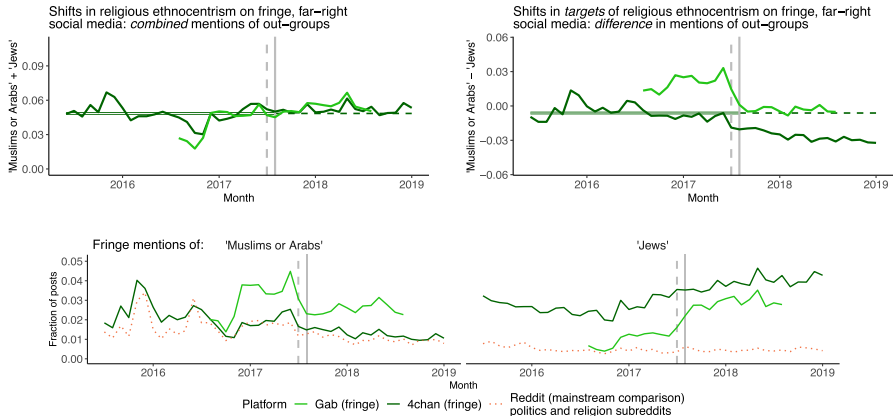 Shifts in religious ethnocentrism on fringe, far-right
social media: combined mentions of out-groups
'Muslims or Arabs' + 'Jews'
0.09
0.06
0.03
0.00
2016 2017 2018 2019
Month
Shifts in targets of religious ethnocentrism on fringe, far-right
social media: difference in mentions of out-groups
'Muslims or Arabs' − 'Jews'
0.06
0.03
0.00
−0.03
−0.06
2016 2017 2018 2019
Month
Fringe mentions of: 'Muslims or Arabs' 'Jews'
Fraction of posts
0.05
0.04
0.03
0.02
0.01
0.00
2016 2017 2018 2019 2016 2017 2018 2019
Month
Platform Gab (fringe) 4chan (fringe) Reddit (mainstream comparison)
politics and religion subreddits